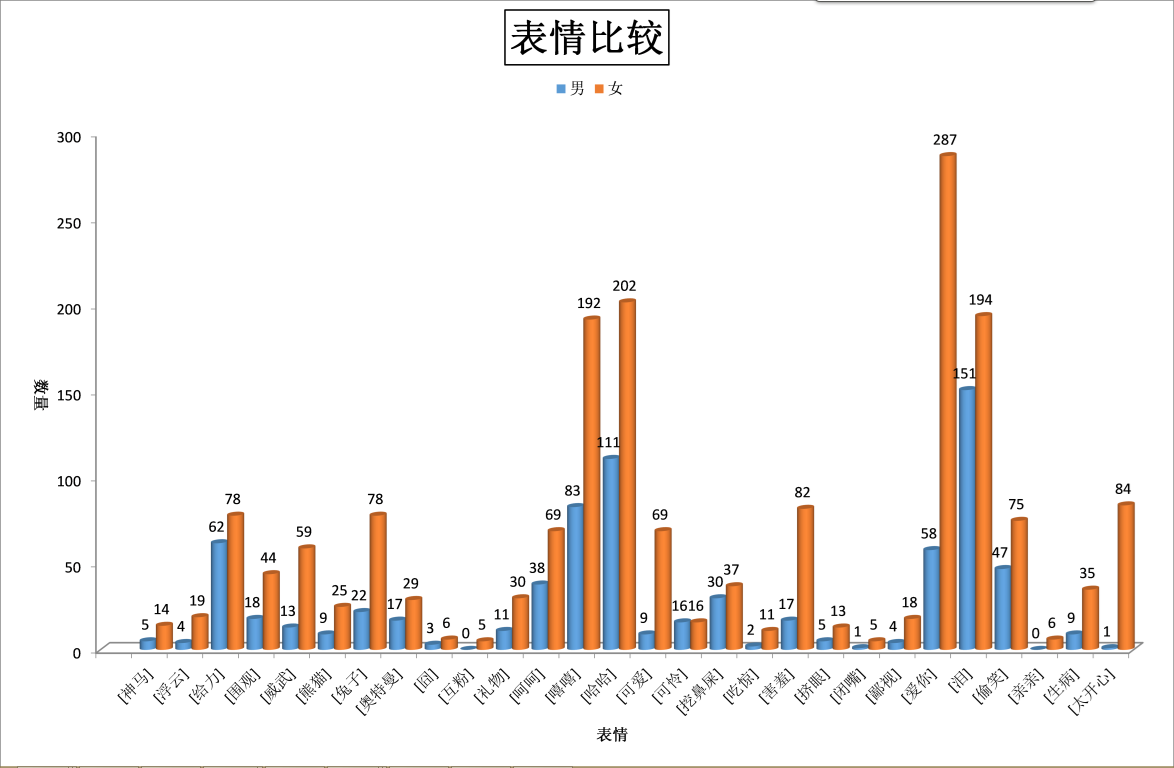 表情比较
男 女
300
250
200
150
100
50
0
数量
5 14 4 19 62 78 18 44 13 59 9 25 22 78 17 29 3 6 0 5 11 30 38 69 83 192 111 202 9 69 16 16 30 37 2 11 17 82 5 13 1 5 4 18 58 287 151 194 47 75 0 6 9 35 1 84
[神马] [浮云] [给力] [围观] [威武] [熊猫] [兔子] [奥特曼] [囧] [互粉] [礼物] [呵呵] [嘻嘻] [哈哈] [可爱] [可怜] [挖鼻屎] [吃惊] [害羞] [挤眼] [闭嘴] [鄙视] [爱你] [泪] [偷笑] [亲亲] [生病] [太开心]
表情